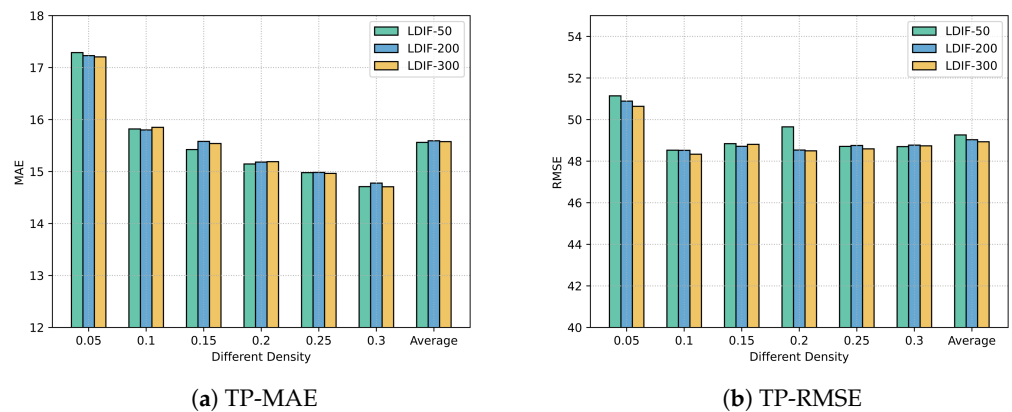 18
17
16
15
14
13
12
MAE
0.05 0.1 0.15 0.2 0.25 0.3 Average
Different Density
LDIF-50
LDIF-200
LDIF-300
(a) TP-MAE
54
52
50
48
46
44
42
40
RMSE
0.05 0.1 0.15 0.2 0.25 0.3 Average
Different Density
LDIF-50
LDIF-200
LDIF-300
(b) TP-RMSE